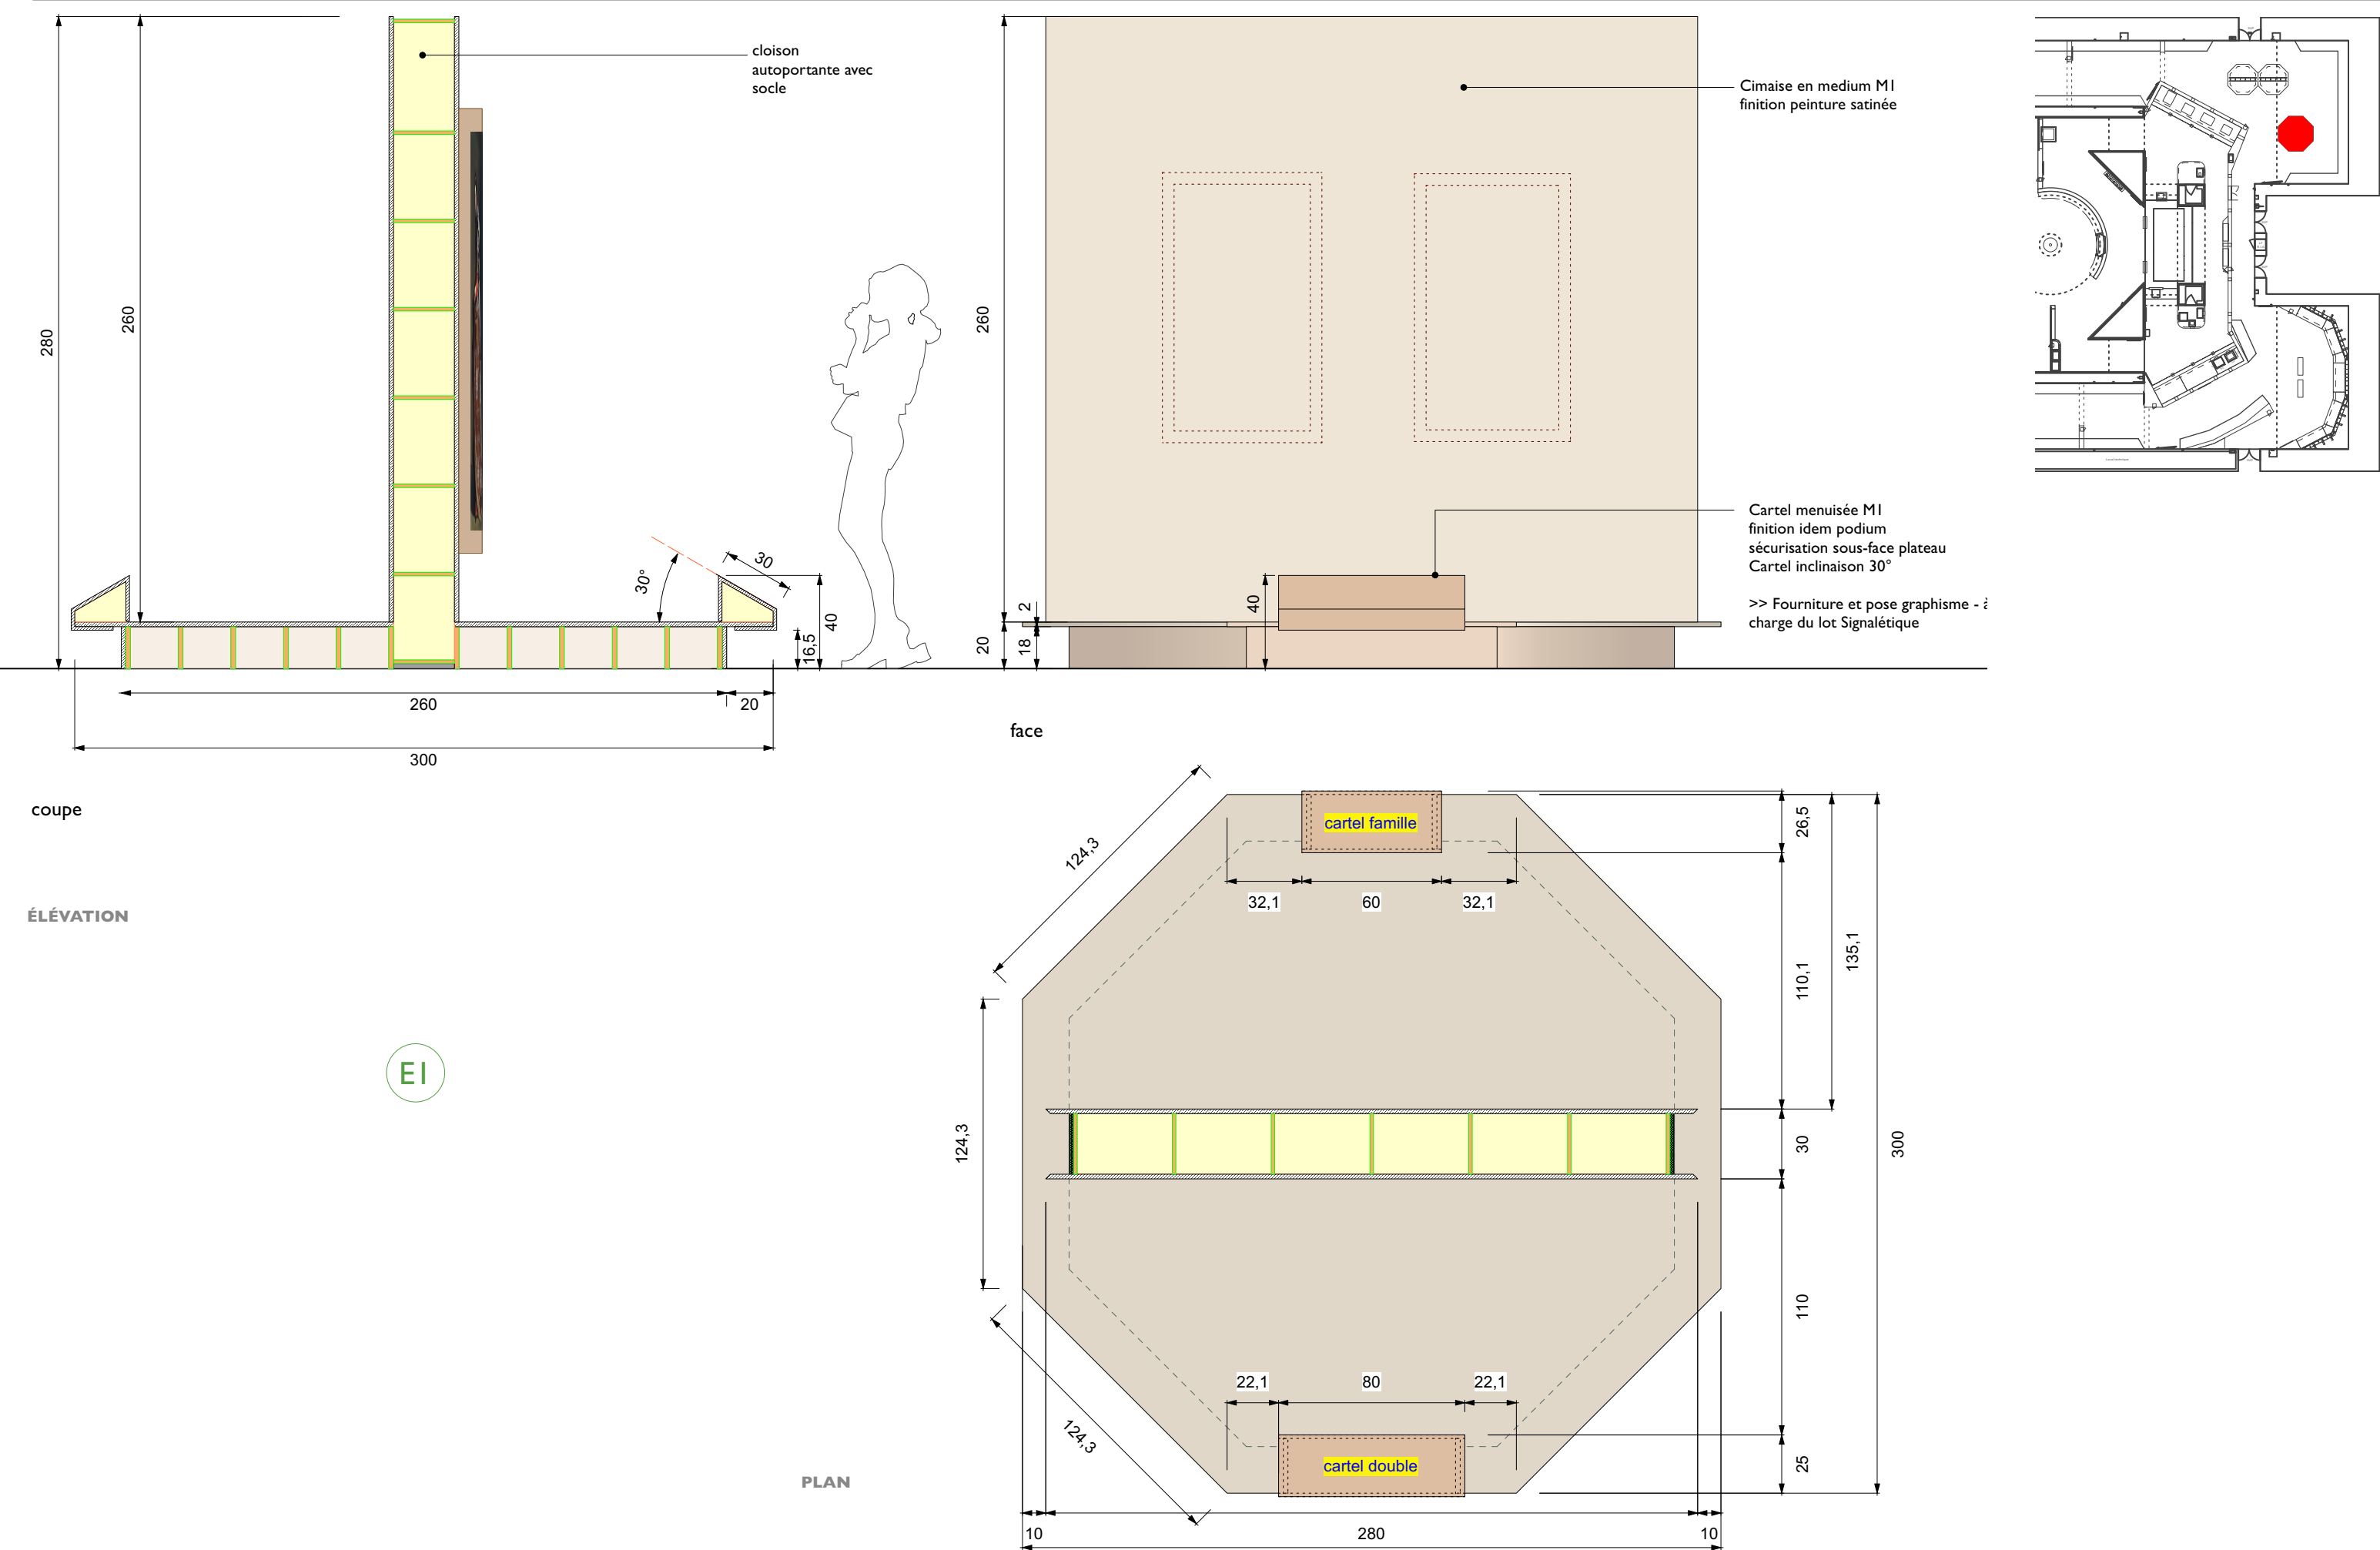 cloison
autoportante avec
socle
280
260
30°
30
40
16,5
260
20
300
coupe
ÉLÉVATION
E1
260
2
20
18
40
face
Cimaise en medium M1
finition peinture satinée
Cartel menuisée M1
finition idem podium
sécurisation sous-face plateau
Cartel inclinaison 30°
>> Fourniture et pose graphisme - à
charge du lot Signalétique
124,3
cartel famille
32,1
60
32,1
26,5
110,1
135,1
30
300
124,3
110
22,1
80
22,1
124,3
cartel double
25
PLAN
10
280
10